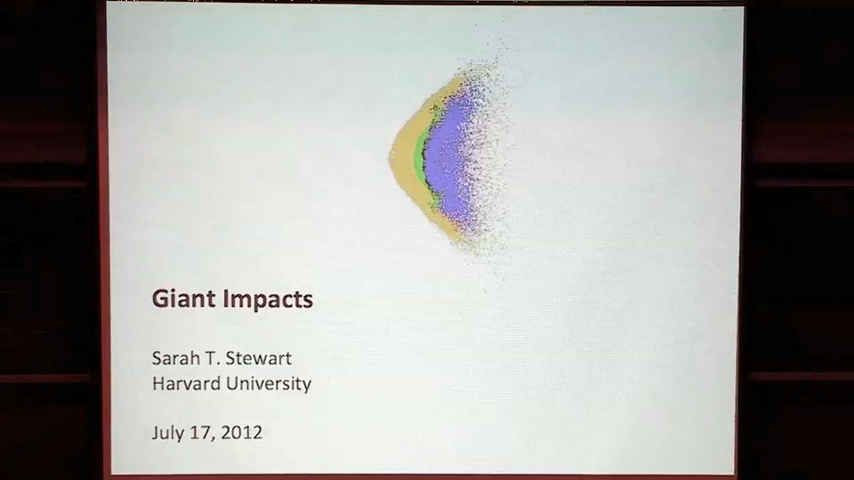 Giant Impacts
Sarah T. Stewart
Harvard University
July 17, 2012